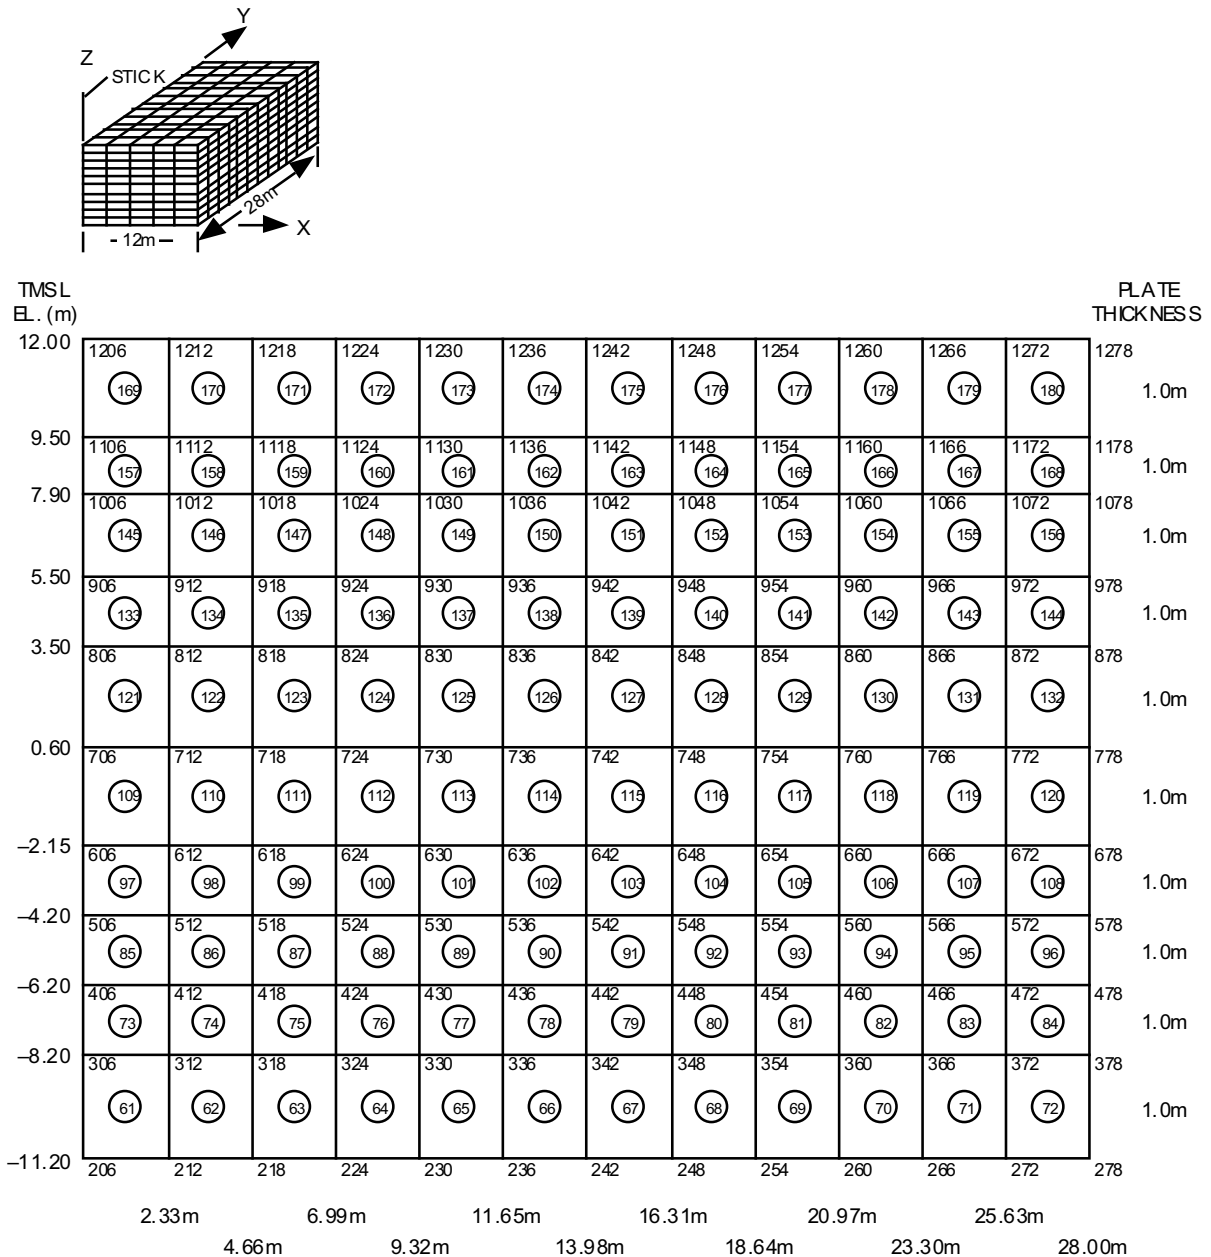 Y
Z
STICK
28m
X
12m
TMSL
EL. (m)
PLATE
THICKNESS
12.00
1206 1212 1218 1224 1230 1236 1242 1248 1254 1260 1266 1272 1278
169 170 171 172 173 174 175 176 177 178 179 180 1.0m
9.50
1106 1112 1118 1124 1130 1136 1142 1148 1154 1160 1166 1172 1178
157 158 159 160 161 162 163 164 165 166 167 168 1.0m
7.90
1006 1012 1018 1024 1030 1036 1042 1048 1054 1060 1066 1072 1078
145 146 147 148 149 150 151 152 153 154 155 156 1.0m
5.50
906 912 918 924 930 936 942 948 954 960 966 972 978
133 134 135 136 137 138 139 140 141 142 143 144 1.0m
3.50
806 812 818 824 830 836 842 848 854 860 866 872 878
121 122 123 124 125 126 127 128 129 130 131 132 1.0m
0.60
706 712 718 724 730 736 742 748 754 760 766 772 778
109 110 111 112 113 114 115 116 117 118 119 120 1.0m
–2.15
606 612 618 624 630 636 642 648 654 660 666 672 678
97 98 99 100 101 102 103 104 105 106 107 108 1.0m
–4.20
506 512 518 524 530 536 542 548 554 560 566 572 578
85 86 87 88 89 90 91 92 93 94 95 96 1.0m
–6.20
406 412 418 424 430 436 442 448 454 460 466 472 478
73 74 75 76 77 78 79 80 81 82 83 84 1.0m
–8.20
306 312 318 324 330 336 342 348 354 360 366 372 378
61 62 63 64 65 66 67 68 69 70 71 72 1.0m
–11.20
206 212 218 224 230 236 242 248 254 260 266 272 278
2.33m 6.99m 11.65m 16.31m 20.97m 25.63m
4.66m 9.32m 13.98m 18.64m 23.30m 28.00m